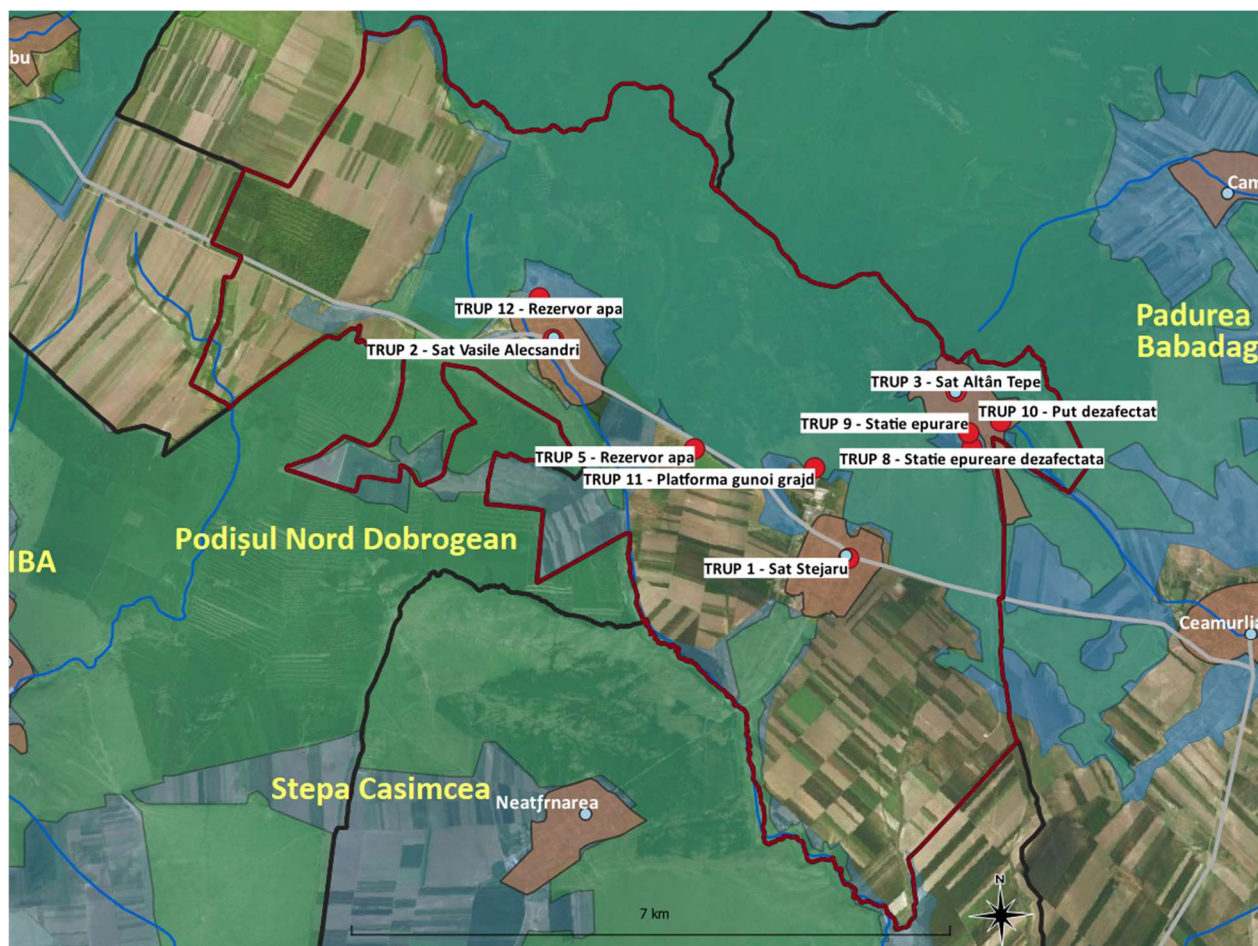 bu
Cam
TRUP 12 - Rezervor apa
Padurea
Babadag
TRUP 2 - Sat Vasile Alecsandri
TRUP 3 - Sat Altân Tepe
TRUP 10 - Put dezafectat
TRUP 9 - Statie epurare
TRUP 5 - Rezervor apa
TRUP 8 - Statie epureare dezafectata
TRUP 11 - Platforma gunoi grajd
Podișul Nord Dobrogean
IBA
TRUP 1 - Sat Stejaru
Ceamurlia
Stepa Casimcea
Neatfrnarea
N
7 km